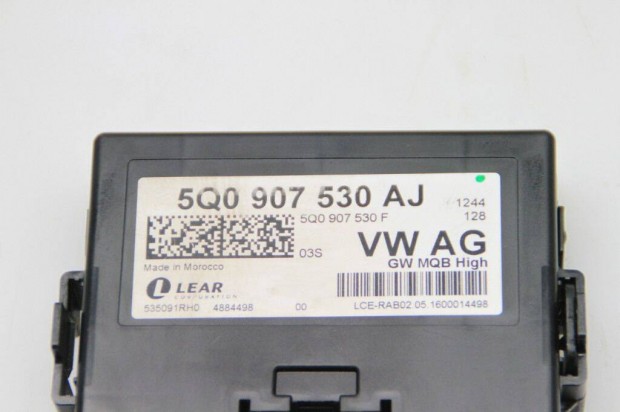 5Q0 907 530 AJ
1244
5Q0 907 530 F
128
03S
VW AG
Made in Morocco
GW MQB High
LEAR
CORPORATION
535091RH0 4884498 00
LCE-RAB02 05.1600014498